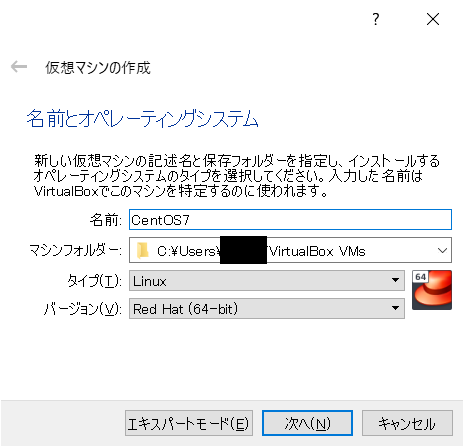 ?
仮想マシンの作成
名前とオペレーティングシステム
新しい仮想マシンの記述名と保存フォルダーを指定し、インストールする
オペレーティングシステムのタイプを選択してください。入力した名前は
VirtualBoxでこのマシンを特定するのに使われます。
名前: CentOS7
マシンフォルダー: C:¥Users¥ /VirtualBox VMs
タイプ(T): Linux
64
バージョン(V): Red Hat (64-bit)
エキスパートモード(E) 次へ(N) キャンセル